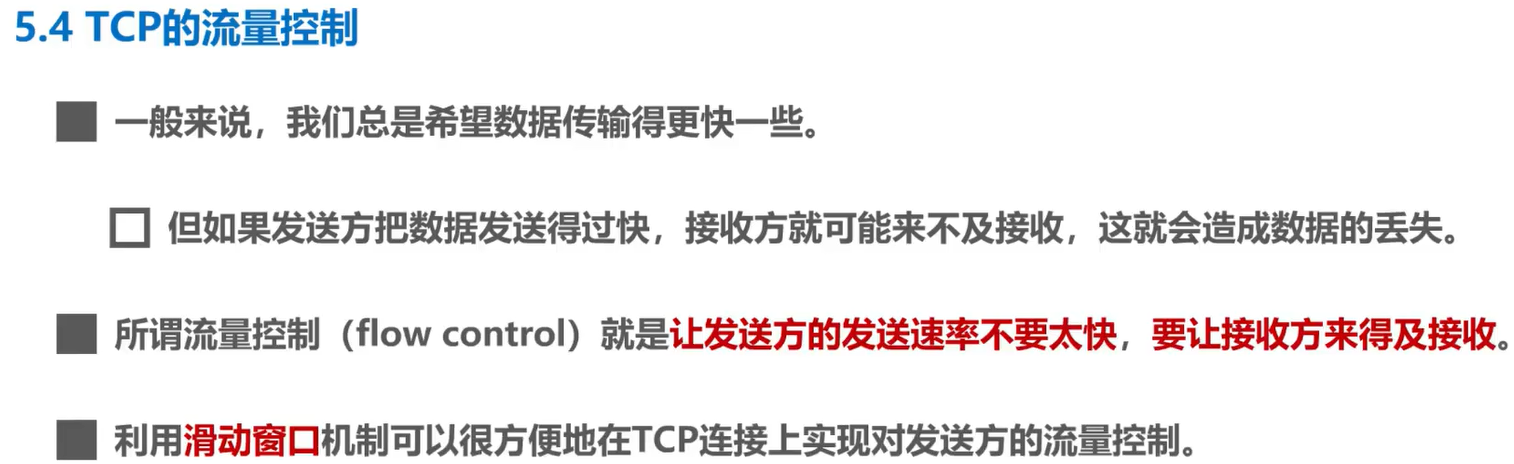 5.4 TCP的流量控制
一般来说，我们总是希望数据传输得更快一些。
但如果发送方把数据发送得过快，接收方就可能来不及接收，这就会造成数据的丢失。
所谓流量控制（flow control）就是让发送方的发送速率不要太快，要让接收方来得及接收。
利用滑动窗口机制可以很方便地在TCP连接上实现对发送方的流量控制。